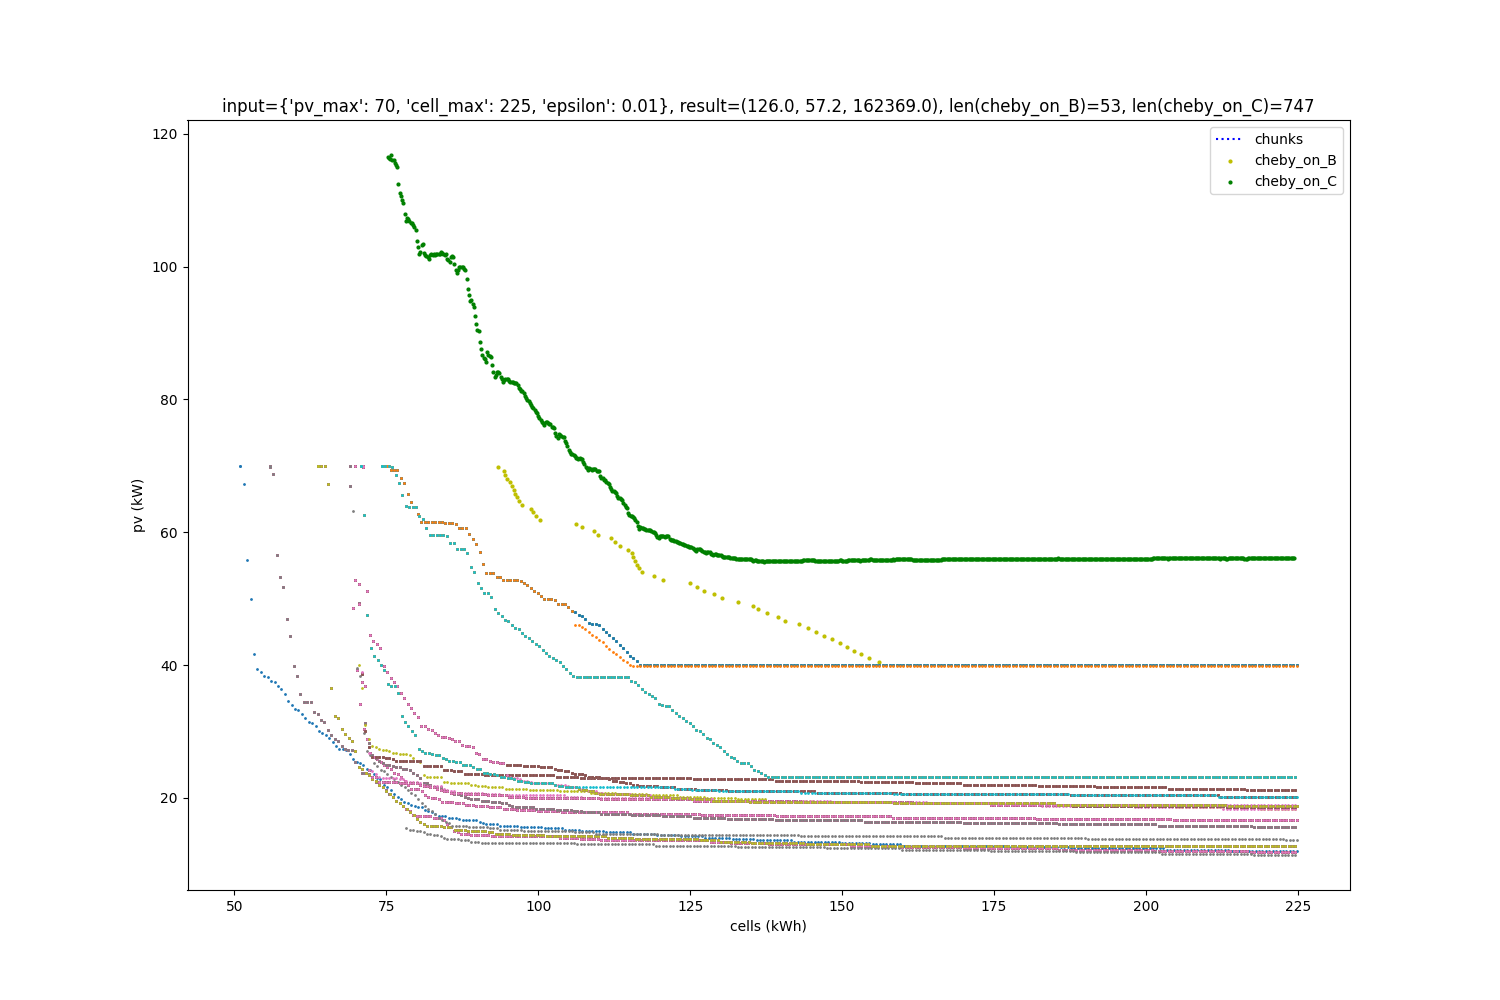 input={'pv_max': 70, 'cell_max': 225, 'epsilon': 0.01}, result=(126.0, 57.2, 162369.0), len(cheby_on_B)=53, len(cheby_on_C)=747
chunks
cheby_on_B
cheby_on_C
120
100
80
60
40
20
pv (kW)
50 75 100 125 150 175 200 225
cells (kWh)